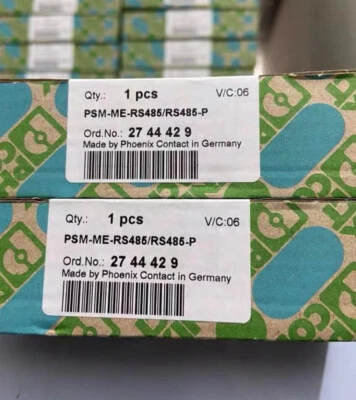 Qty.: 1 pcs V/C:06
PSM-ME-RS485/RS485-P
Ord.No.: 27 44 42 9
Made by Phoenix Contact in Germany
Qty.: 1 pcs V/C:06
PSM-ME-RS485/RS485-P
Ord.No.: 27 44 42 9
Made by Phoenix Contact in Germany